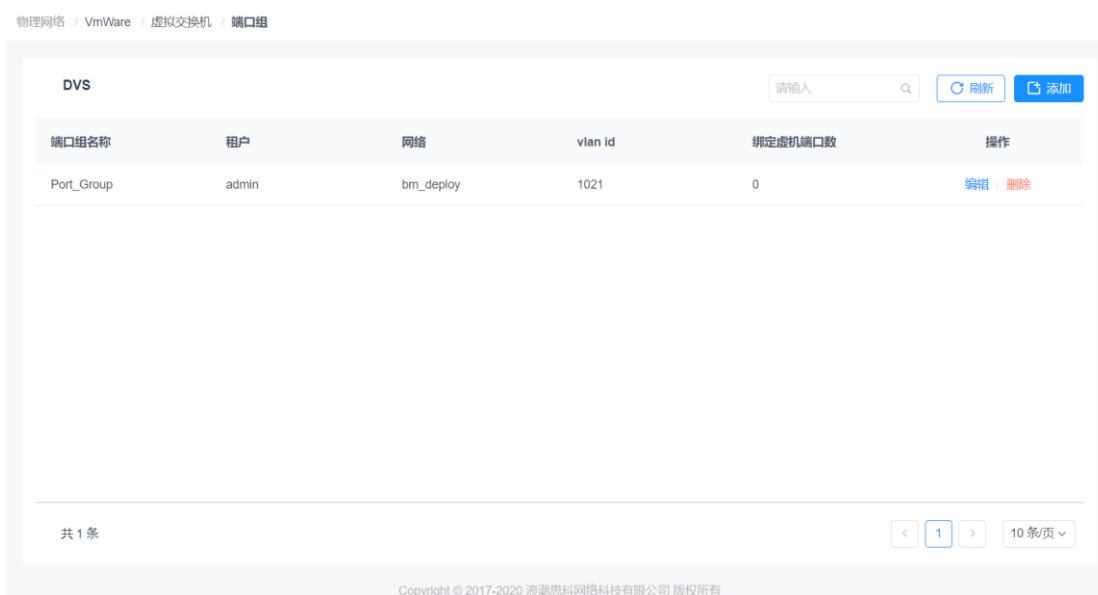 物理网络 / VmWare / 虚拟交换机 / 端口组
DVS 请输入 刷新 添加
端口组名称 租户 网络 vlan id 绑定虚机端口数 操作
Port_Group admin bm_deploy 1021 0 编辑 删除
共 1 条 < 1 > 10 条/页
Copyright © 2017-2020 浪潮思科网络科技有限公司 版权所有